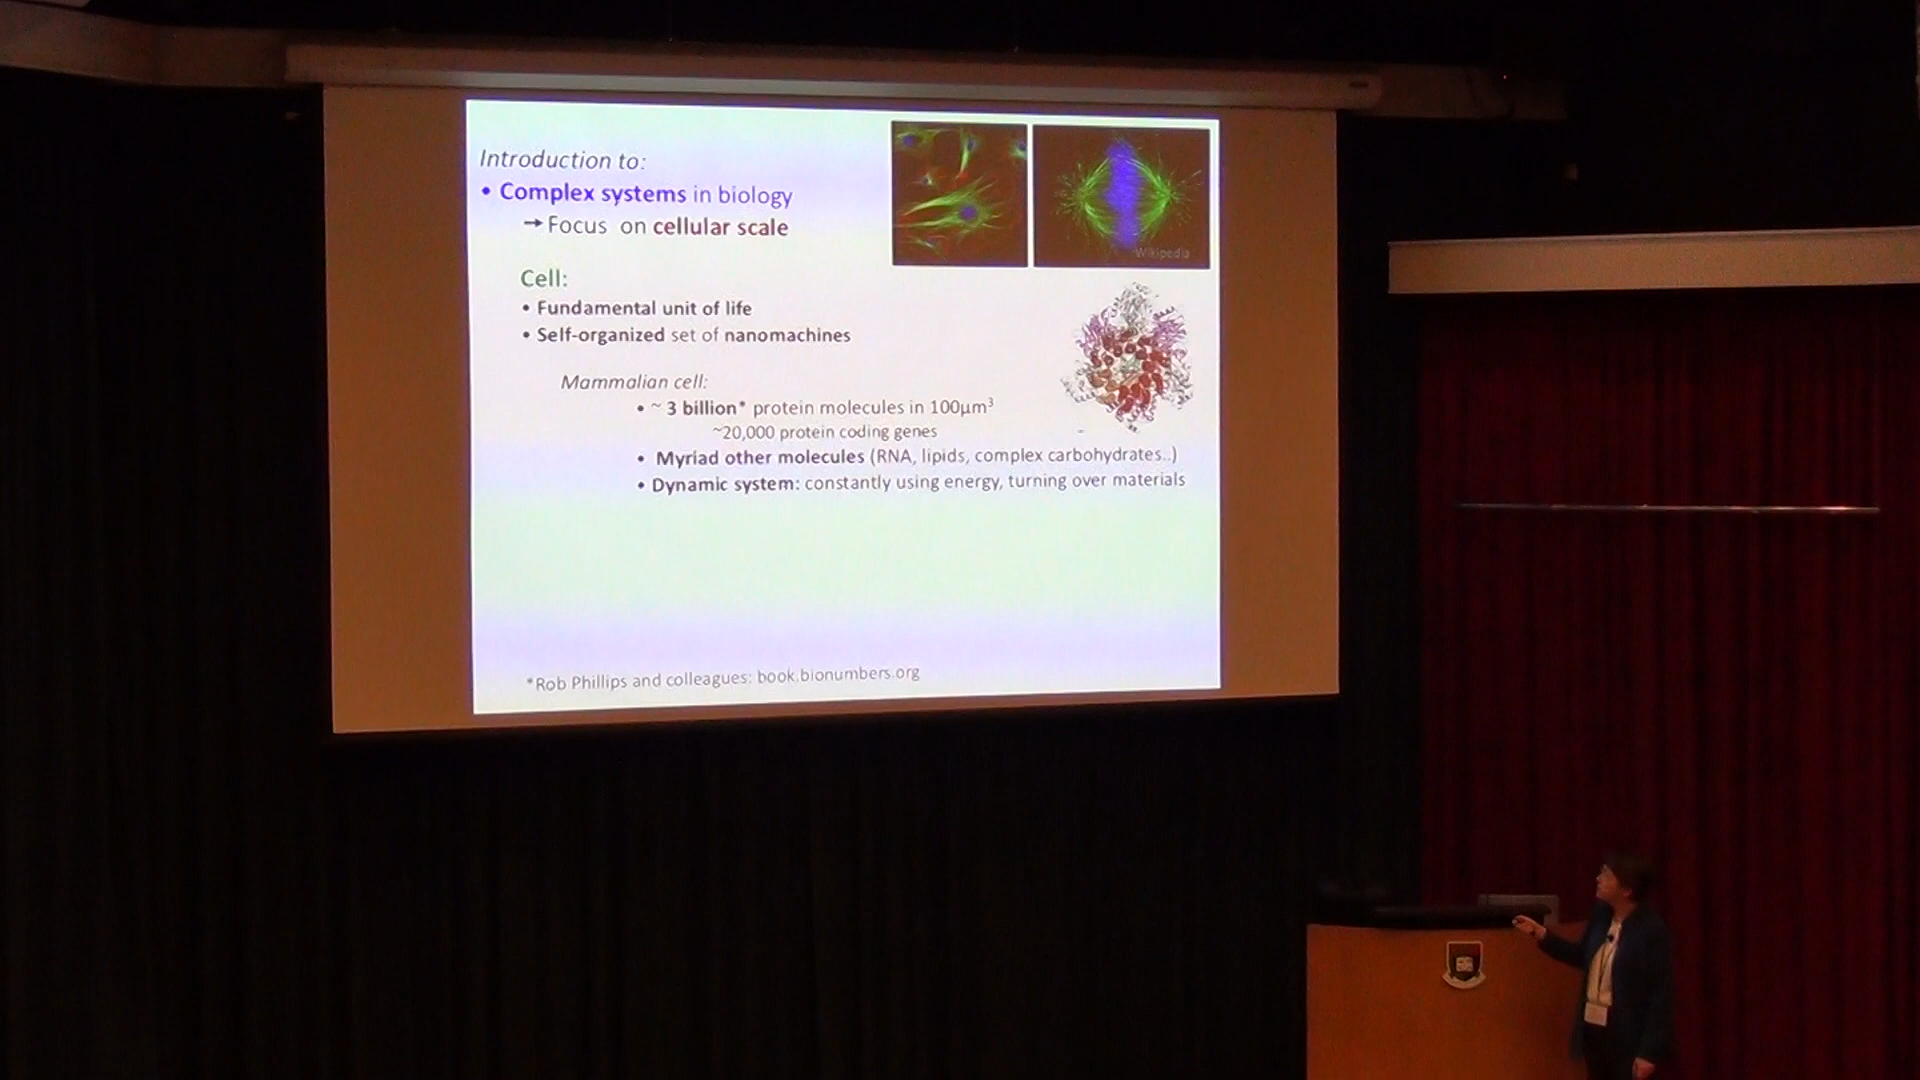 Introduction to:
• Complex systems in biology
→ Focus on cellular scale
Wikipedia
Cell:
• Fundamental unit of life
• Self-organized set of nanomachines
Mammalian cell:
• ~ 3 billion* protein molecules in 100µm³
~20,000 protein coding genes
• Myriad other molecules (RNA, lipids, complex carbohydrates..)
• Dynamic system: constantly using energy, turning over materials
*Rob Phillips and colleagues: book.bionumbers.org